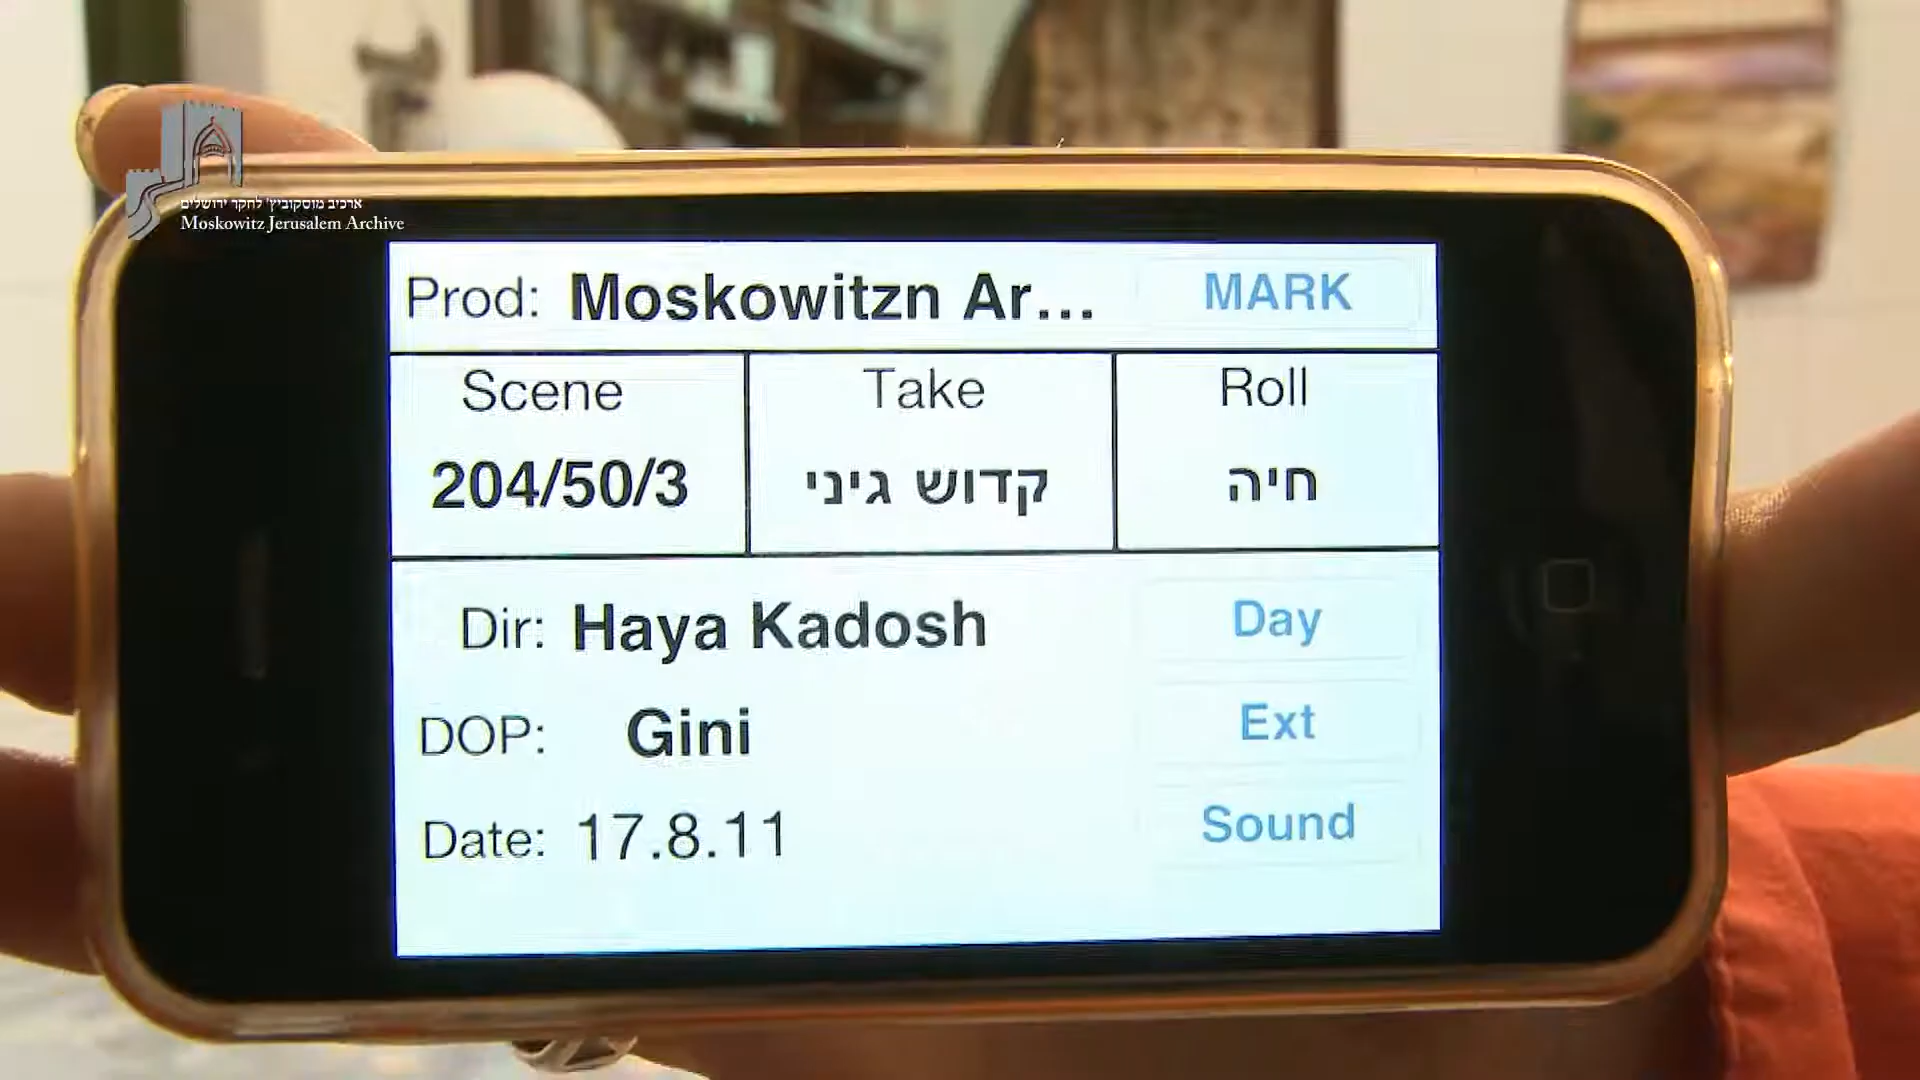 ארכיב מוסקוביץ' לחקר ירושלים
Moskowitz Jerusalem Archive
Prod: Moskowitzn Ar... MARK
Scene Take Roll
204/50/3 קדוש גיני חיה
Dir: Haya Kadosh Day
DOP: Gini Ext
Date: 17.8.11 Sound